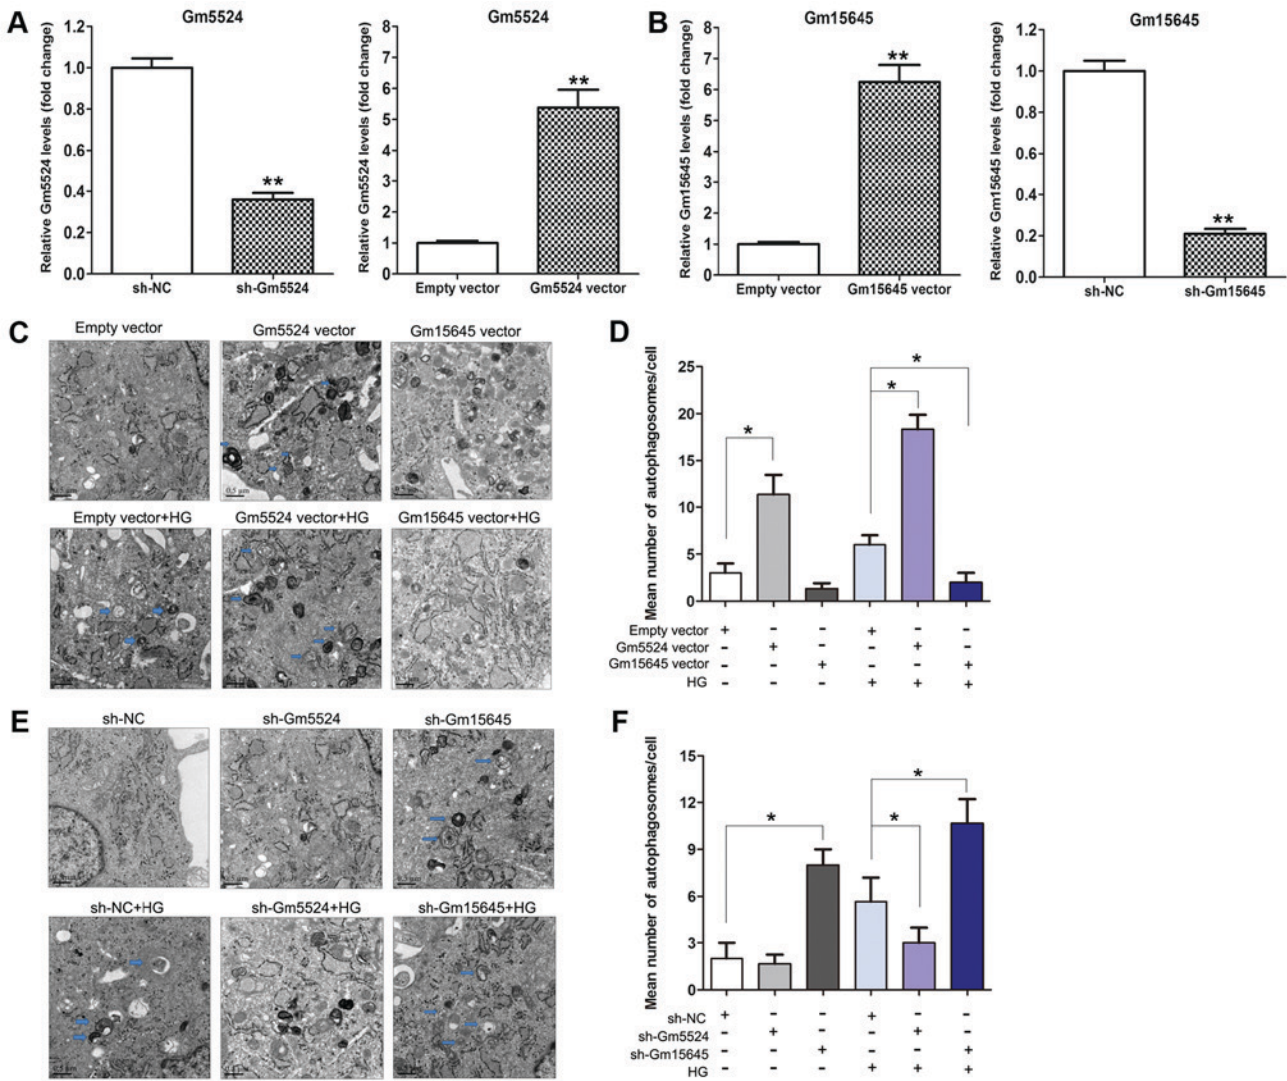 A
Gm5524
Relative Gm5524 levels (fold change)
1.2
1.0
0.8
0.6
0.4
0.2
0.0
**
sh-NC
sh-Gm5524
Gm5524
Relative Gm5524 levels (fold change)
8
7
6
5
4
3
2
1
0
**
Empty vector
Gm5524 vector
B
Gm15645
Relative Gm15645 levels (fold change)
8
7
6
5
4
3
2
1
0
**
Empty vector
Gm15645 vector
Gm15645
Relative Gm15645 levels (fold change)
1.2
1.0
0.8
0.6
0.4
0.2
0.0
**
sh-NC
sh-Gm15645
C
Empty vector
Gm5524 vector
Gm15645 vector
0.5 μm
Empty vector+HG
Gm5524 vector+HG
Gm15645 vector+HG
D
Mean number of autophagosomes/cell
25
20
15
10
5
0
*
*
*
Empty vector + - - + - -
Gm5524 vector - + - - + -
Gm15645 vector - - + - - +
HG - - - + + +
E
sh-NC
sh-Gm5524
sh-Gm15645
sh-NC+HG
sh-Gm5524+HG
sh-Gm15645+HG
0.5 μm
F
Mean number of autophagosomes/cell
15
12
9
6
3
0
*
*
*
sh-NC + - - + - -
sh-Gm5524 - + - - + -
sh-Gm15645 - - + - - +
HG - - - + + +